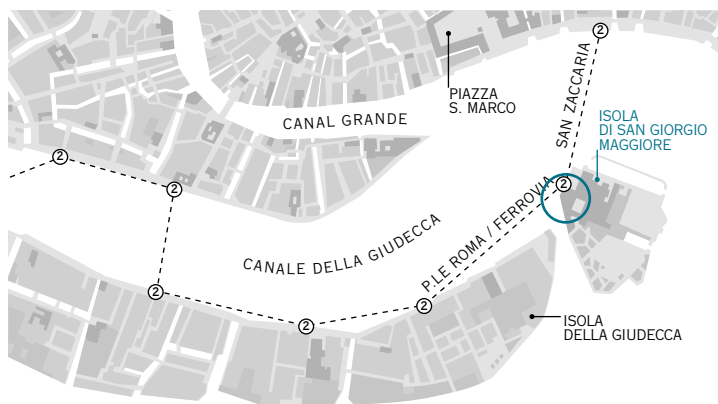 2
SAN ZACCARIA
PIAZZA
S. MARCO
CANAL GRANDE
ISOLA
DI SAN GIORGIO
MAGGIORE
2
2
2
P.LE ROMA / FERROVIA
CANALE DELLA GIUDECCA
2
2
2
ISOLA
DELLA GIUDECCA